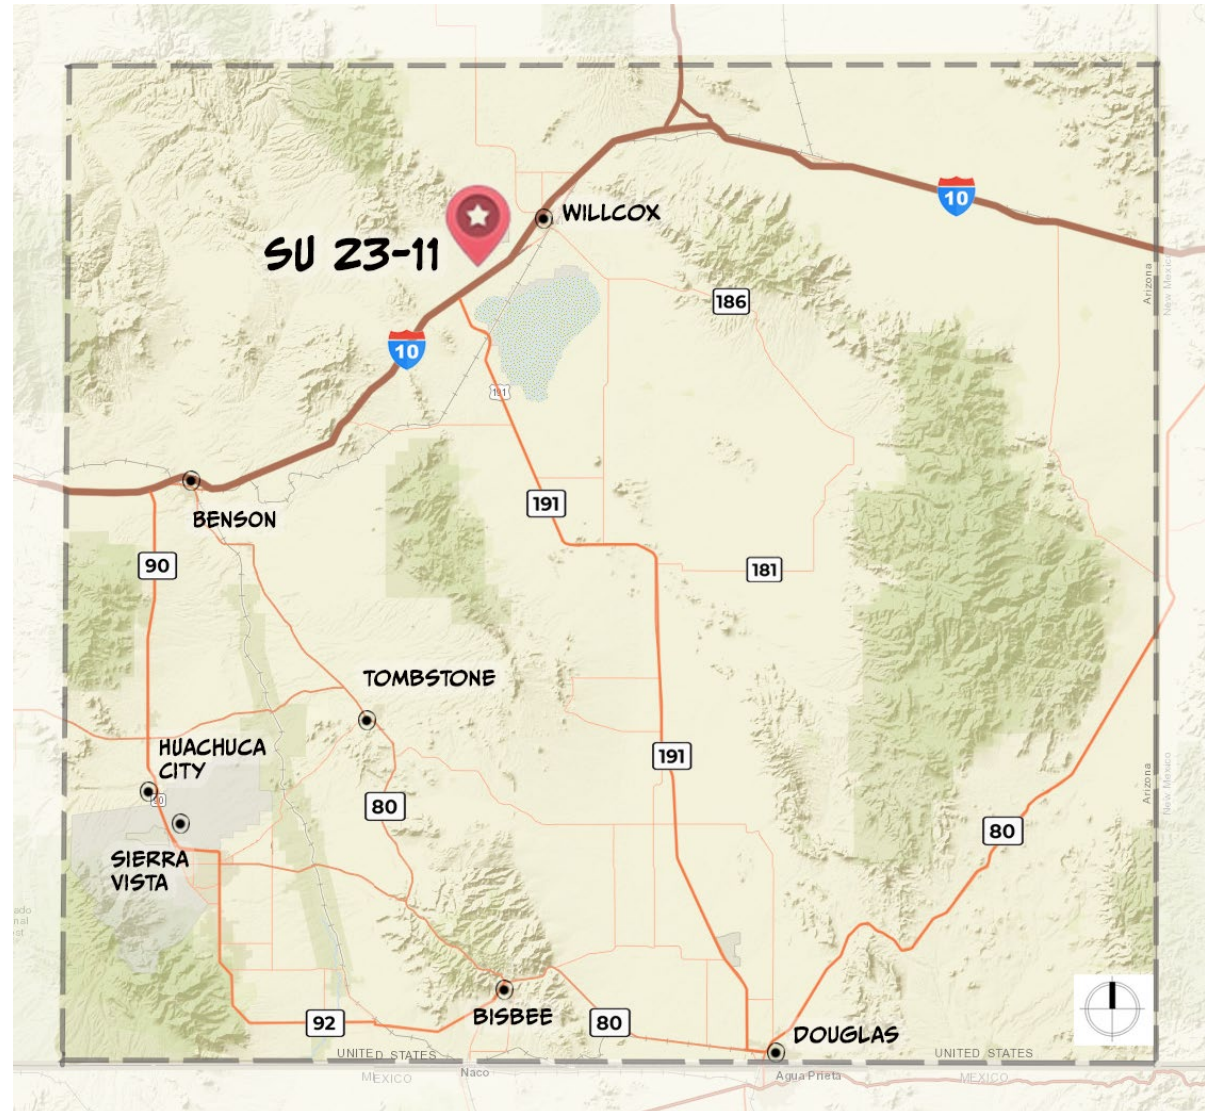 10
WILLCOX
SU 23-11
186
Arizona
New Mexico
10
191
191
BENSON
90
181
TOMBSTONE
HUACHUCA
CITY
90
80
191
Arizona
New Mexico
80
SIERRA
VISTA
BISBEE
92
80
DOUGLAS
UNITED STATES
UNITED STATES
MEXICO
Naco
Agua Prieta
MEXICO